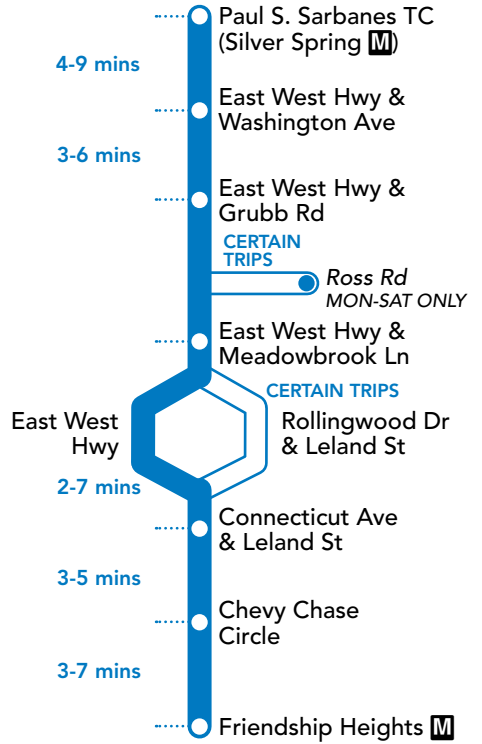 Paul S. Sarbanes TC
(Silver Spring M)
4-9 mins
East West Hwy &
Washington Ave
3-6 mins
East West Hwy &
Grubb Rd
CERTAIN
TRIPS
Ross Rd
MON-SAT ONLY
East West Hwy &
Meadowbrook Ln
CERTAIN TRIPS
East West
Hwy
Rollingwood Dr
& Leland St
2-7 mins
Connecticut Ave
& Leland St
3-5 mins
Chevy Chase
Circle
3-7 mins
Friendship Heights M